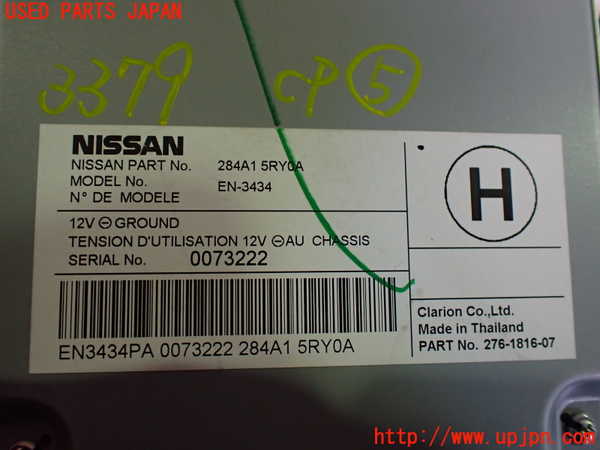 USED PARTS JAPAN
3379 CP 5
NISSAN
NISSAN PART No. 284A1 5RY0A
MODEL No. EN-3434
N° DE MODELE
12V ⊖ GROUND
TENSION D'UTILISATION 12V ⊖ AU CHASSIS
SERIAL No. 0073222
EN3434PA 0073222 284A1 5RY0A
H
Clarion Co.,Ltd.
Made in Thailand
PART No. 276-1816-07
http://www.upjpn.com/